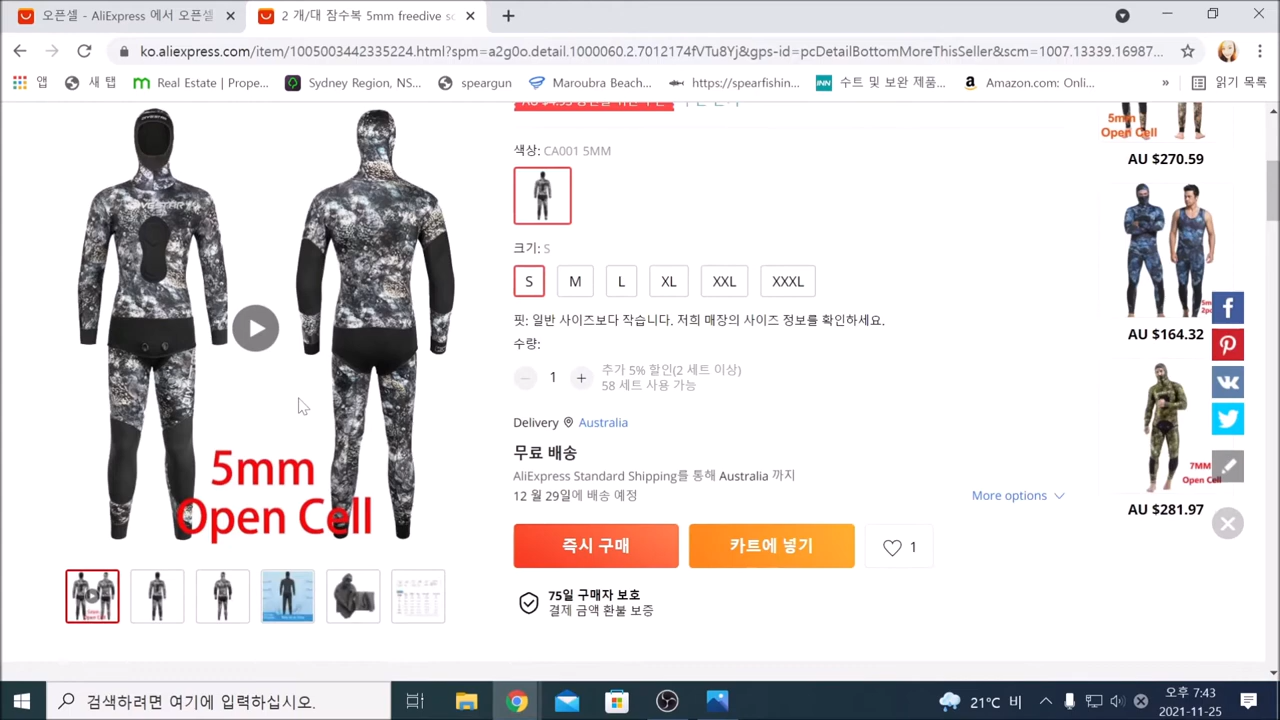 오픈셀 - AliExpress 에서 오픈셀
2 개/대 잠수복 5mm freedive sc
ko.aliexpress.com/item/1005003442335224.html?spm=a2g0o.detail.1000060.2.7012174fVTu8Yj&gps-id=pcDetailBottomMoreThisSeller&scm=1007.13339.16987...
앱
새 탭
Real Estate | Prope...
Sydney Region, NS...
speargun
Maroubra Beach...
https://spearfishin...
INN
수트 및 보완 제품...
Amazon.com: Onli...
»
읽기 목록
색상: CA001 5MM
크기: S
S M L XL XXL XXXL
핏: 일반 사이즈보다 작습니다. 저희 매장의 사이즈 정보를 확인하세요.
수량:
1
추가 5% 할인(2 세트 이상)
58 세트 사용 가능
Delivery Australia
무료 배송
AliExpress Standard Shipping를 통해 Australia 까지
12 월 29일에 배송 예정
More options
즉시 구매
카트에 넣기
1
75일 구매자 보호
결제 금액 환불 보증
5mm
Open Cell
5mm
Open Cell
AU $270.59
AU $164.32
7MM
Open Cell
AU $281.97
검색하려면 여기에 입력하십시오.
21°C 비
오후 7:43
2021-11-25